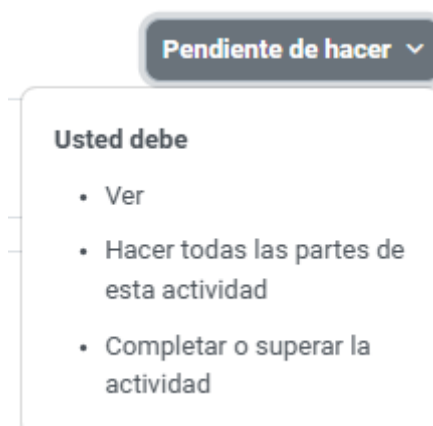 Pendiente de hacer
Usted debe
• Ver
• Hacer todas las partes de
esta actividad
• Completar o superar la
actividad